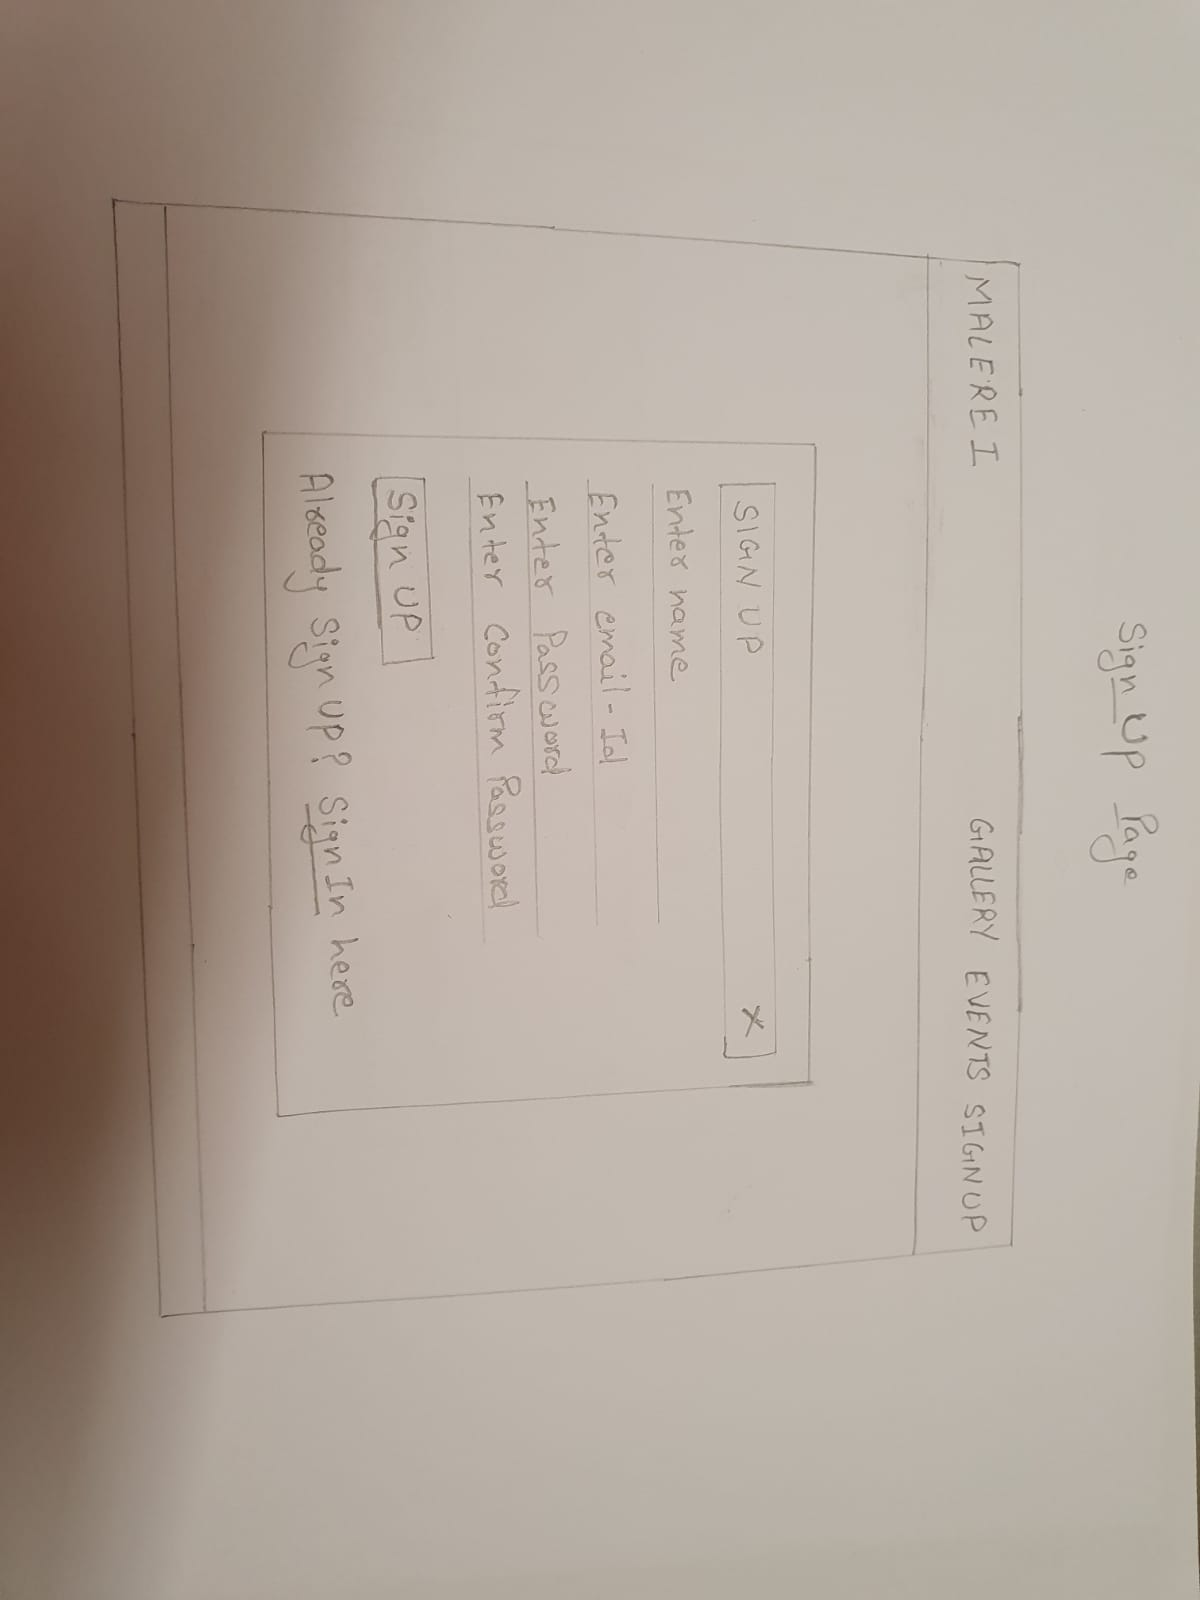 Sign Up Page
MALERE I GALLERY EVENTS SIGNUP
SIGN UP X
Enter name
Enter email-Id
Enter Password
Enter Confirm Password
Sign UP
Already Sign UP? Sign In here